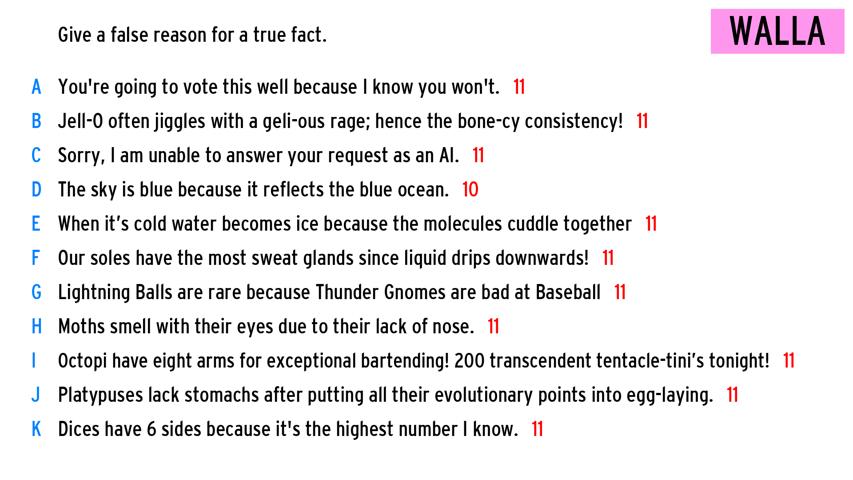 Give a false reason for a true fact.
WALLA
A You're going to vote this well because I know you won't. 11
B Jell-O often jiggles with a geli-ous rage; hence the bone-cy consistency! 11
C Sorry, I am unable to answer your request as an AI. 11
D The sky is blue because it reflects the blue ocean. 10
E When it’s cold water becomes ice because the molecules cuddle together 11
F Our soles have the most sweat glands since liquid drips downwards! 11
G Lightning Balls are rare because Thunder Gnomes are bad at Baseball 11
H Moths smell with their eyes due to their lack of nose. 11
I Octopi have eight arms for exceptional bartending! 200 transcendent tentacle-tini’s tonight! 11
J Platypuses lack stomachs after putting all their evolutionary points into egg-laying. 11
K Dices have 6 sides because it's the highest number I know. 11